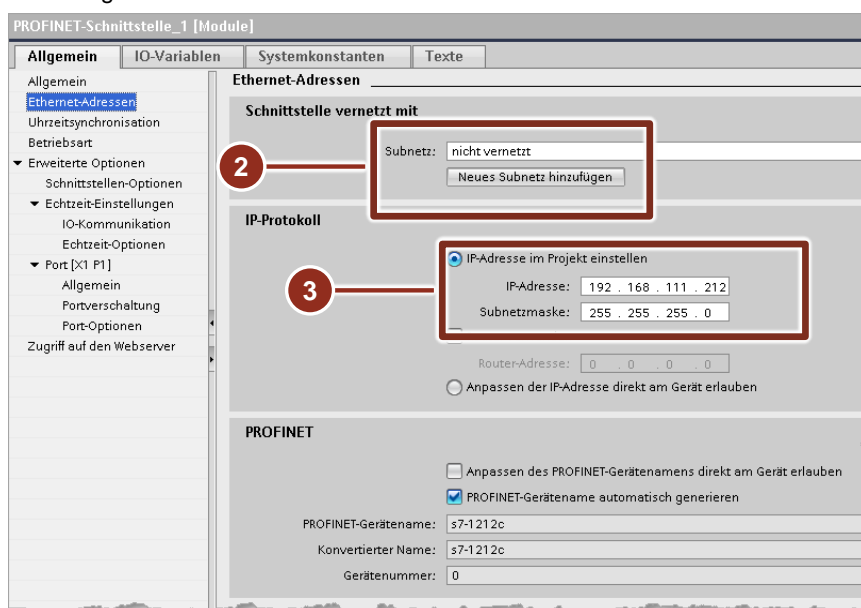 PROFINET-Schnittstelle_1 [Module]
Allgemein IO-Variablen Systemkonstanten Texte
Allgemein
Ethernet-Adressen
Uhrzeitsynchronisation
Betriebsart
Erweiterte Optionen
Schnittstellen-Optionen
Echtzeit-Einstellungen
IO-Kommunikation
Echtzeit-Optionen
Port [X1 P1]
Allgemein
Portverschaltung
Port-Optionen
Zugriff auf den Webserver
Ethernet-Adressen
Schnittstelle vernetzt mit
2
Subnetz: nicht vernetzt
Neues Subnetz hinzufügen
IP-Protokoll
3
IP-Adresse im Projekt einstellen
IP-Adresse: 192 . 168 . 111 . 212
Subnetzmaske: 255 . 255 . 255 . 0
Router-Adresse: 0 . 0 . 0 . 0
Anpassen der IP-Adresse direkt am Gerät erlauben
PROFINET
Anpassen des PROFINET-Gerätenamens direkt am Gerät erlauben
PROFINET-Gerätename automatisch generieren
PROFINET-Gerätename: s7-1212c
Konvertierter Name: s7-1212c
Gerätenummer: 0